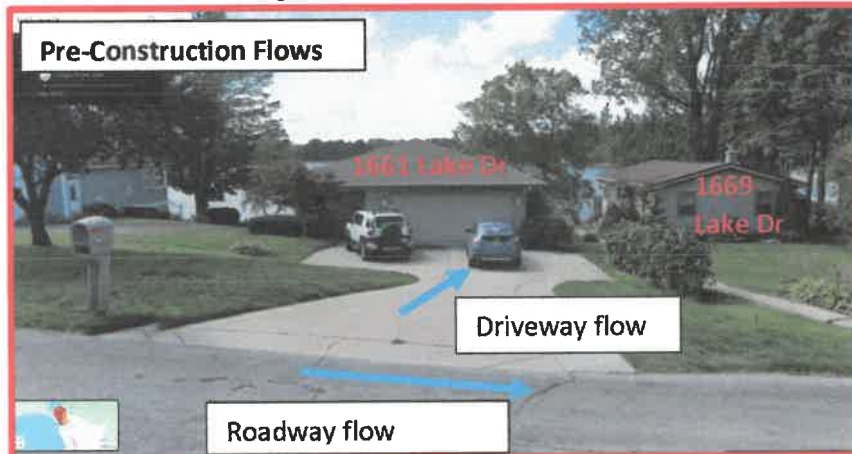 Pre-Construction Flows
1661 Lake Dr
1669
Lake Dr
Driveway flow
Roadway flow